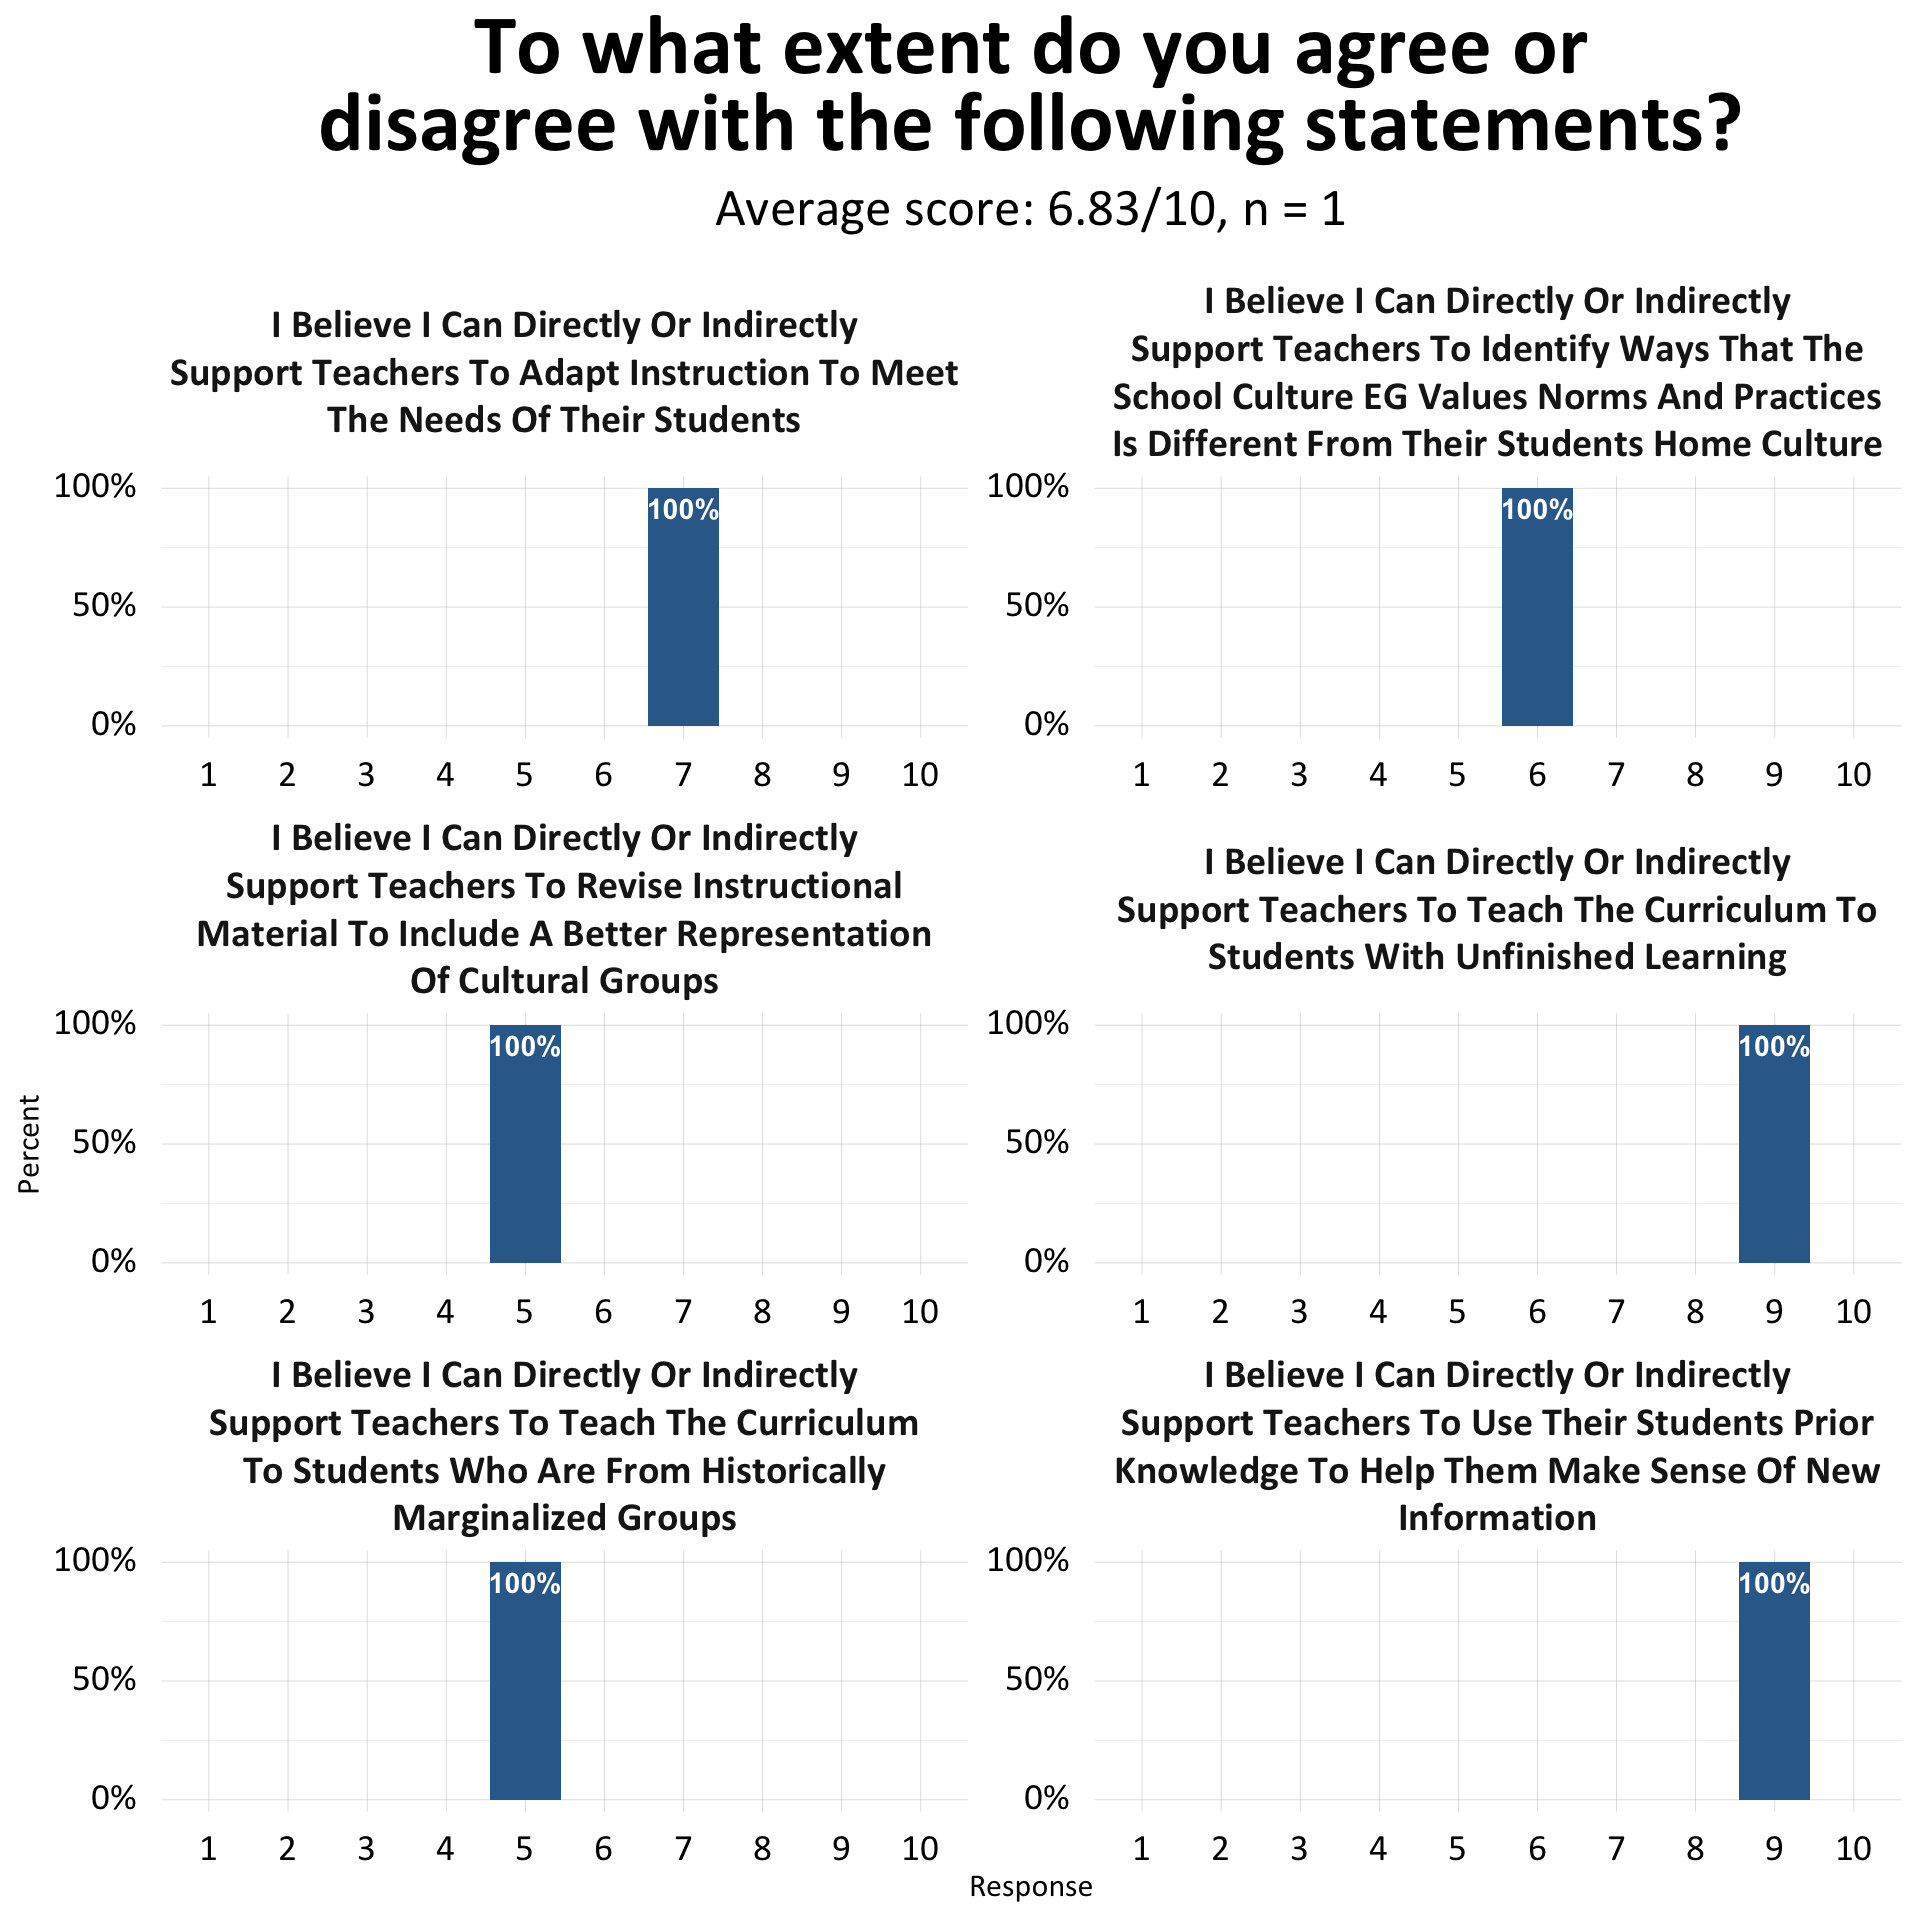 To what extent do you agree or
disagree with the following statements?
Average score: 6.83/10, n = 1
I Believe I Can Directly Or Indirectly
Support Teachers To Adapt Instruction To Meet
The Needs Of Their Students
100%
50%
0%
100%
1 2 3 4 5 6 7 8 9 10
I Believe I Can Directly Or Indirectly
Support Teachers To Identify Ways That The
School Culture EG Values Norms And Practices
Is Different From Their Students Home Culture
100%
50%
0%
100%
1 2 3 4 5 6 7 8 9 10
I Believe I Can Directly Or Indirectly
Support Teachers To Revise Instructional
Material To Include A Better Representation
Of Cultural Groups
100%
50%
0%
100%
1 2 3 4 5 6 7 8 9 10
I Believe I Can Directly Or Indirectly
Support Teachers To Teach The Curriculum To
Students With Unfinished Learning
100%
50%
0%
100%
1 2 3 4 5 6 7 8 9 10
I Believe I Can Directly Or Indirectly
Support Teachers To Teach The Curriculum
To Students Who Are From Historically
Marginalized Groups
100%
50%
0%
100%
1 2 3 4 5 6 7 8 9 10
I Believe I Can Directly Or Indirectly
Support Teachers To Use Their Students Prior
Knowledge To Help Them Make Sense Of New
Information
100%
50%
0%
100%
1 2 3 4 5 6 7 8 9 10
Percent
Response